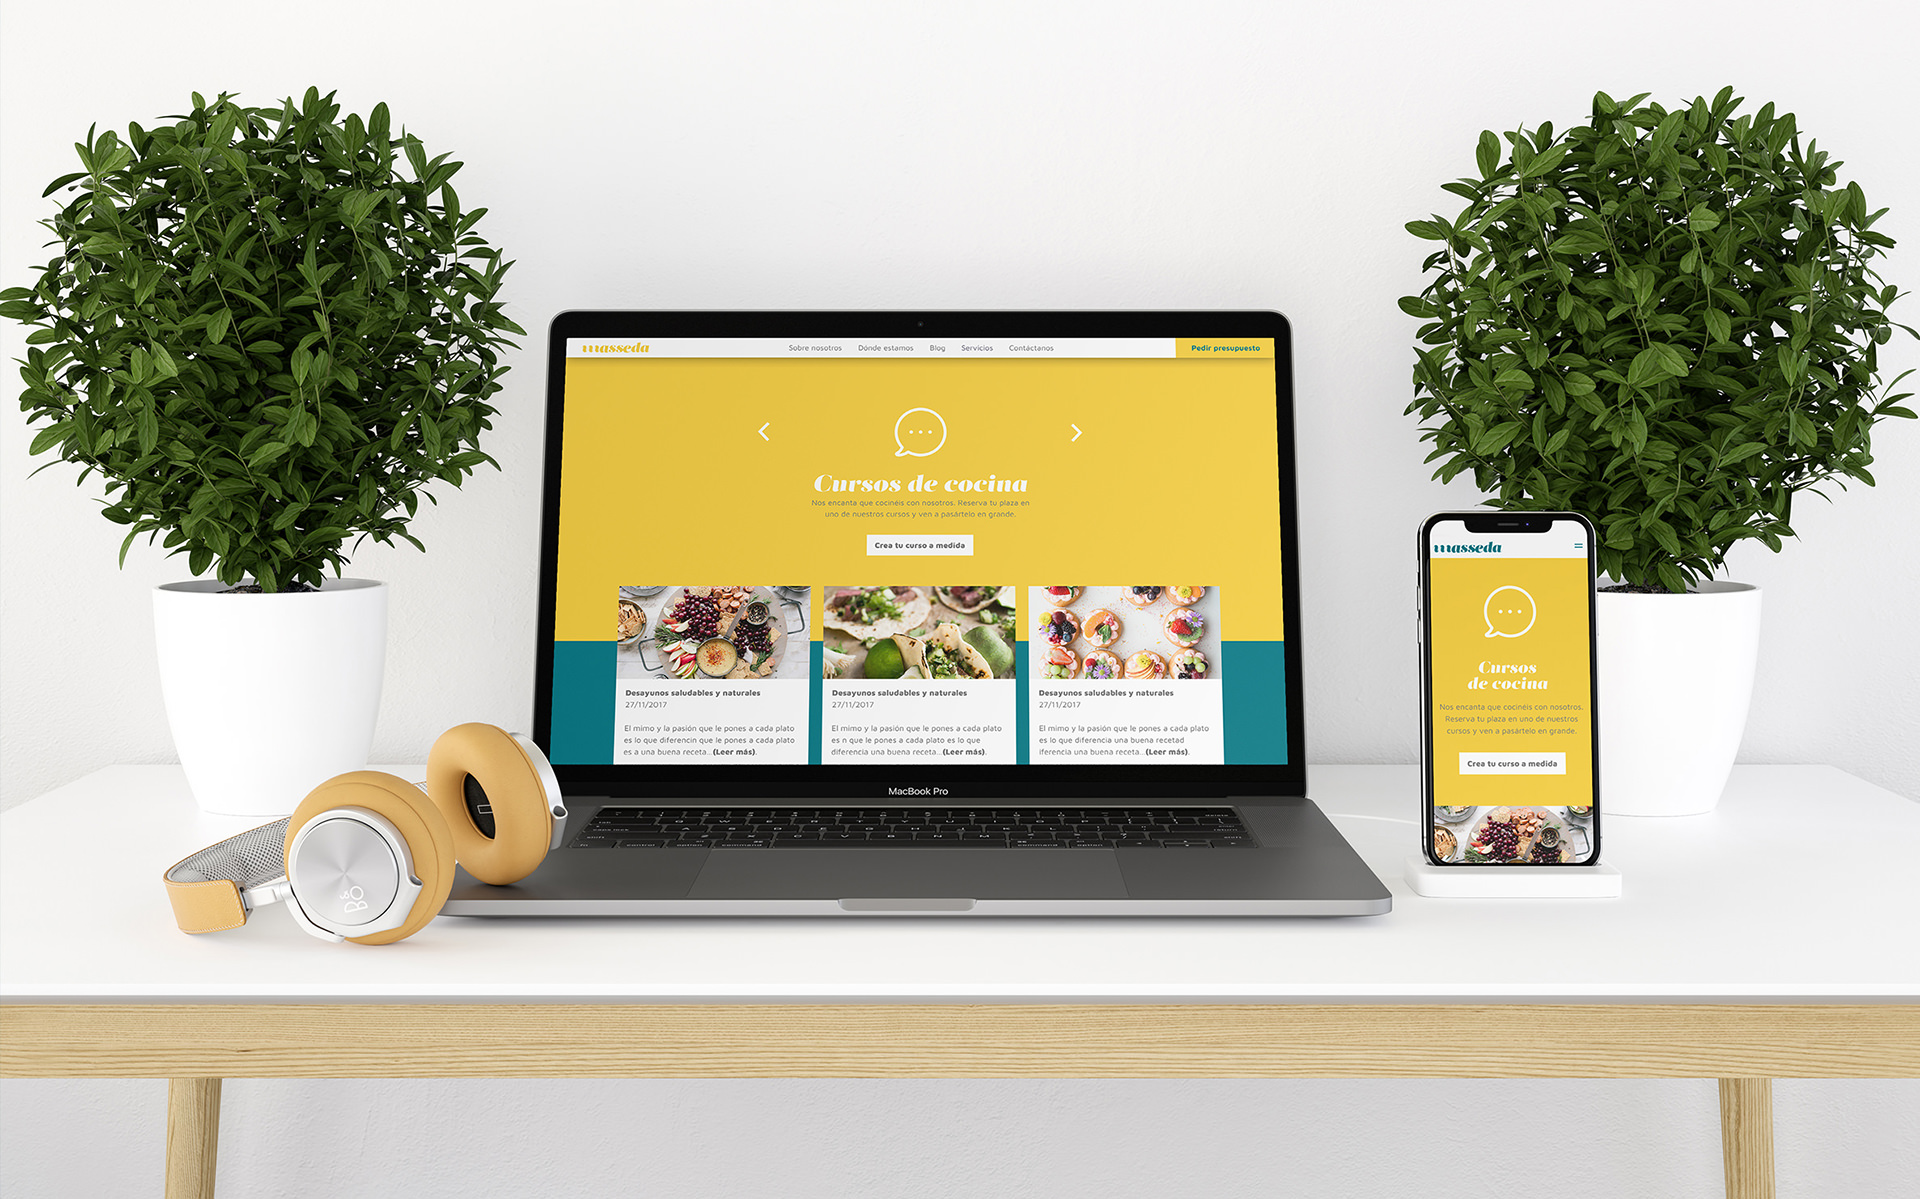 masseda
Sobre nosotros Dónde estamos Blog Servicios Contáctanos
Pedir presupuesto
Cursos de cocina
Nos encanta que cocinéis con nosotros. Reserva tu plaza en
uno de nuestros cursos y ven a pasártelo en grande.
Crea tu curso a medida
Desayunos saludables y naturales
27/11/2017
El mimo y la pasión que le pones a cada plato
es lo que diferencin que le pones a cada plato
es a una buena receta...(Leer más).
Desayunos saludables y naturales
27/11/2017
El mimo y la pasión que le pones a cada plato
es n que le pones a cada plato es lo que
diferencia una buena receta...(Leer más).
Desayunos saludables y naturales
27/11/2017
El mimo y la pasión que le pones a cada plato
es lo que diferencia una buena recetad
iferencia una buena receta...(Leer más).
MacBook Pro
masseda
Cursos
de cocina
Nos encanta que cocinéis con nosotros.
Reserva tu plaza en uno de nuestros
cursos y ven a pasártelo en grande.
Crea tu curso a medida
B&O